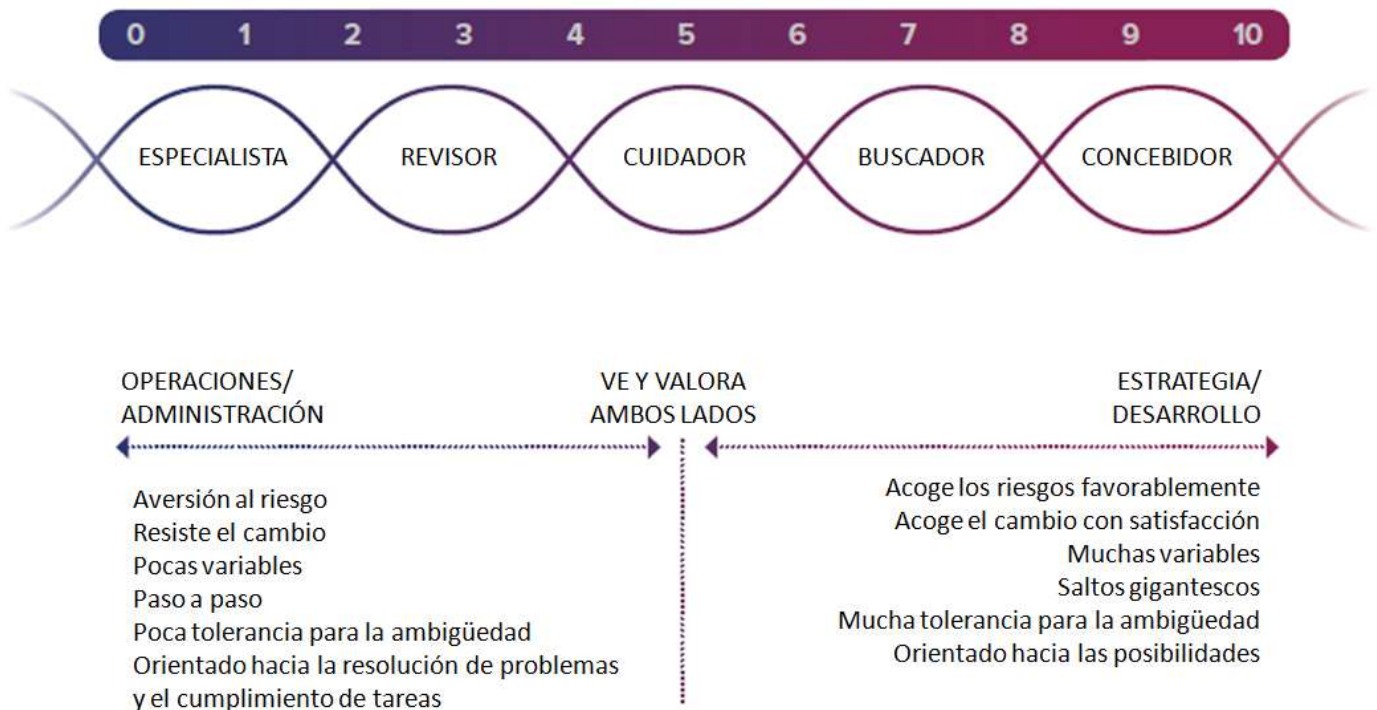 0 1 2 3 4 5 6 7 8 9 10
ESPECIALISTA REVISOR CUIDADOR BUSCADOR CONCEBIDOR
OPERACIONES/
ADMINISTRACIÓN
VE Y VALORA
AMBOS LADOS
ESTRATEGIA/
DESARROLLO
Aversión al riesgo
Resiste el cambio
Pocas variables
Paso a paso
Poca tolerancia para la ambigüedad
Orientado hacia la resolución de problemas
y el cumplimiento de tareas
Acoge los riesgos favorablemente
Acoge el cambio con satisfacción
Muchas variables
Saltos gigantescos
Mucha tolerancia para la ambigüedad
Orientado hacia las posibilidades